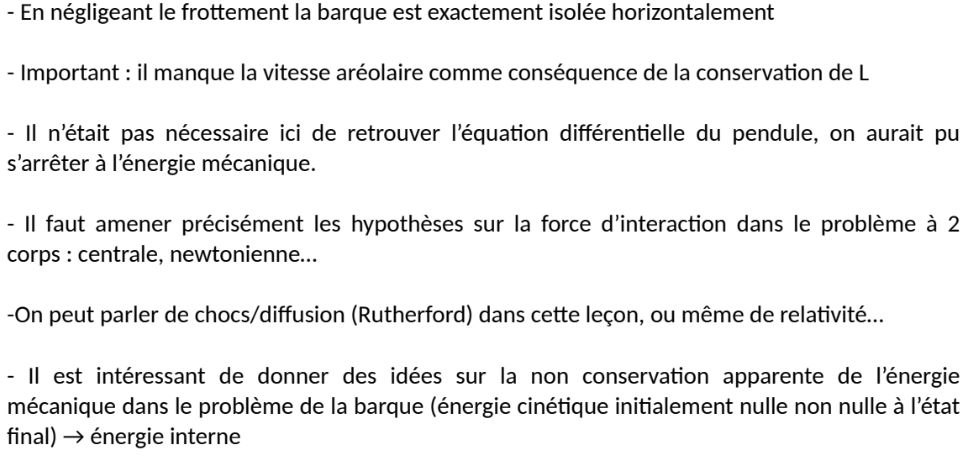 - En négligeant le frottement la barque est exactement isolée horizontalement
- Important : il manque la vitesse aréolaire comme conséquence de la conservation de L
- Il n’était pas nécessaire ici de retrouver l’équation différentielle du pendule, on aurait pu
s’arrêter à l’énergie mécanique.
- Il faut amener précisément les hypothèses sur la force d’interaction dans le problème à 2
corps : centrale, newtonienne…
-On peut parler de chocs/diffusion (Rutherford) dans cette leçon, ou même de relativité…
- Il est intéressant de donner des idées sur la non conservation apparente de l’énergie
mécanique dans le problème de la barque (énergie cinétique initialement nulle non nulle à l’état
final) → énergie interne